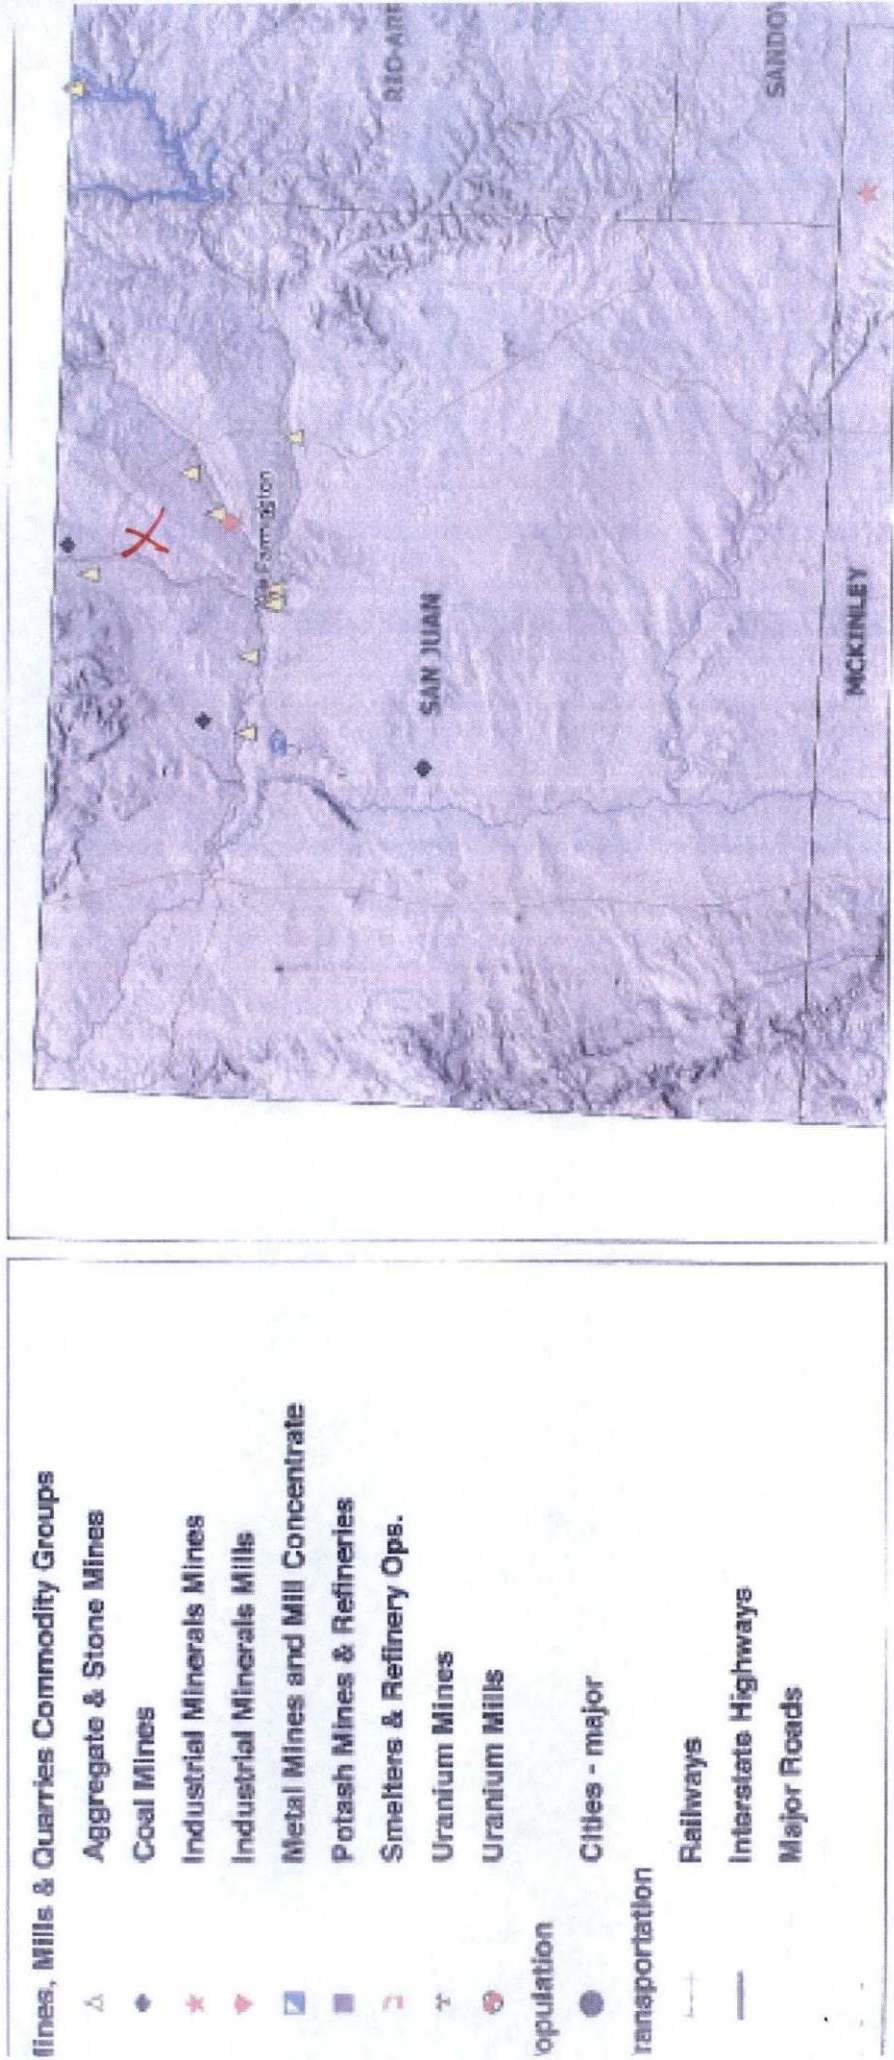 lines, Mills & Quarries Commodity Groups
Aggregate & Stone Mines
Coal Mines
Industrial Minerals Mines
Industrial Minerals Mills
Metal Mines and Mill Concentrate
Potash Mines & Refineries
Smelters & Refinery Ops.
Uranium Mines
Uranium Mills
opulation
Cities - major
ransportation
Railways
Interstate Highways
Major Roads
Farmington
SAN JUAN
MCKINLEY
RIO ARR
SANDOV